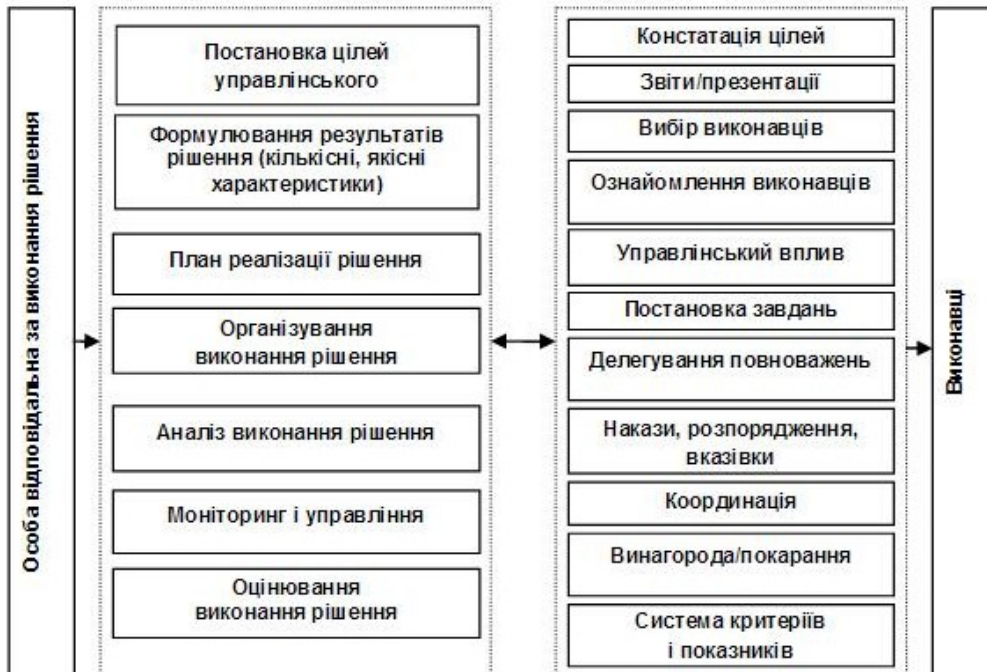 Особа відповідальна за виконання рішення
Постановка цілей
управлінського
Формулювання результатів
рішення (кількісні, якісні
характеристики)
План реалізації рішення
Організування
виконання рішення
Аналіз виконання рішення
Моніторинг і управління
Оцінювання
виконання рішення
Констатація цілей
Звіти/презентації
Вибір виконавців
Ознайомлення виконавців
Управлінський вплив
Постановка завдань
Делегування повноважень
Накази, розпорядження,
вказівки
Координація
Винагорода/покарання
Система критеріїв
і показників
Виконавці